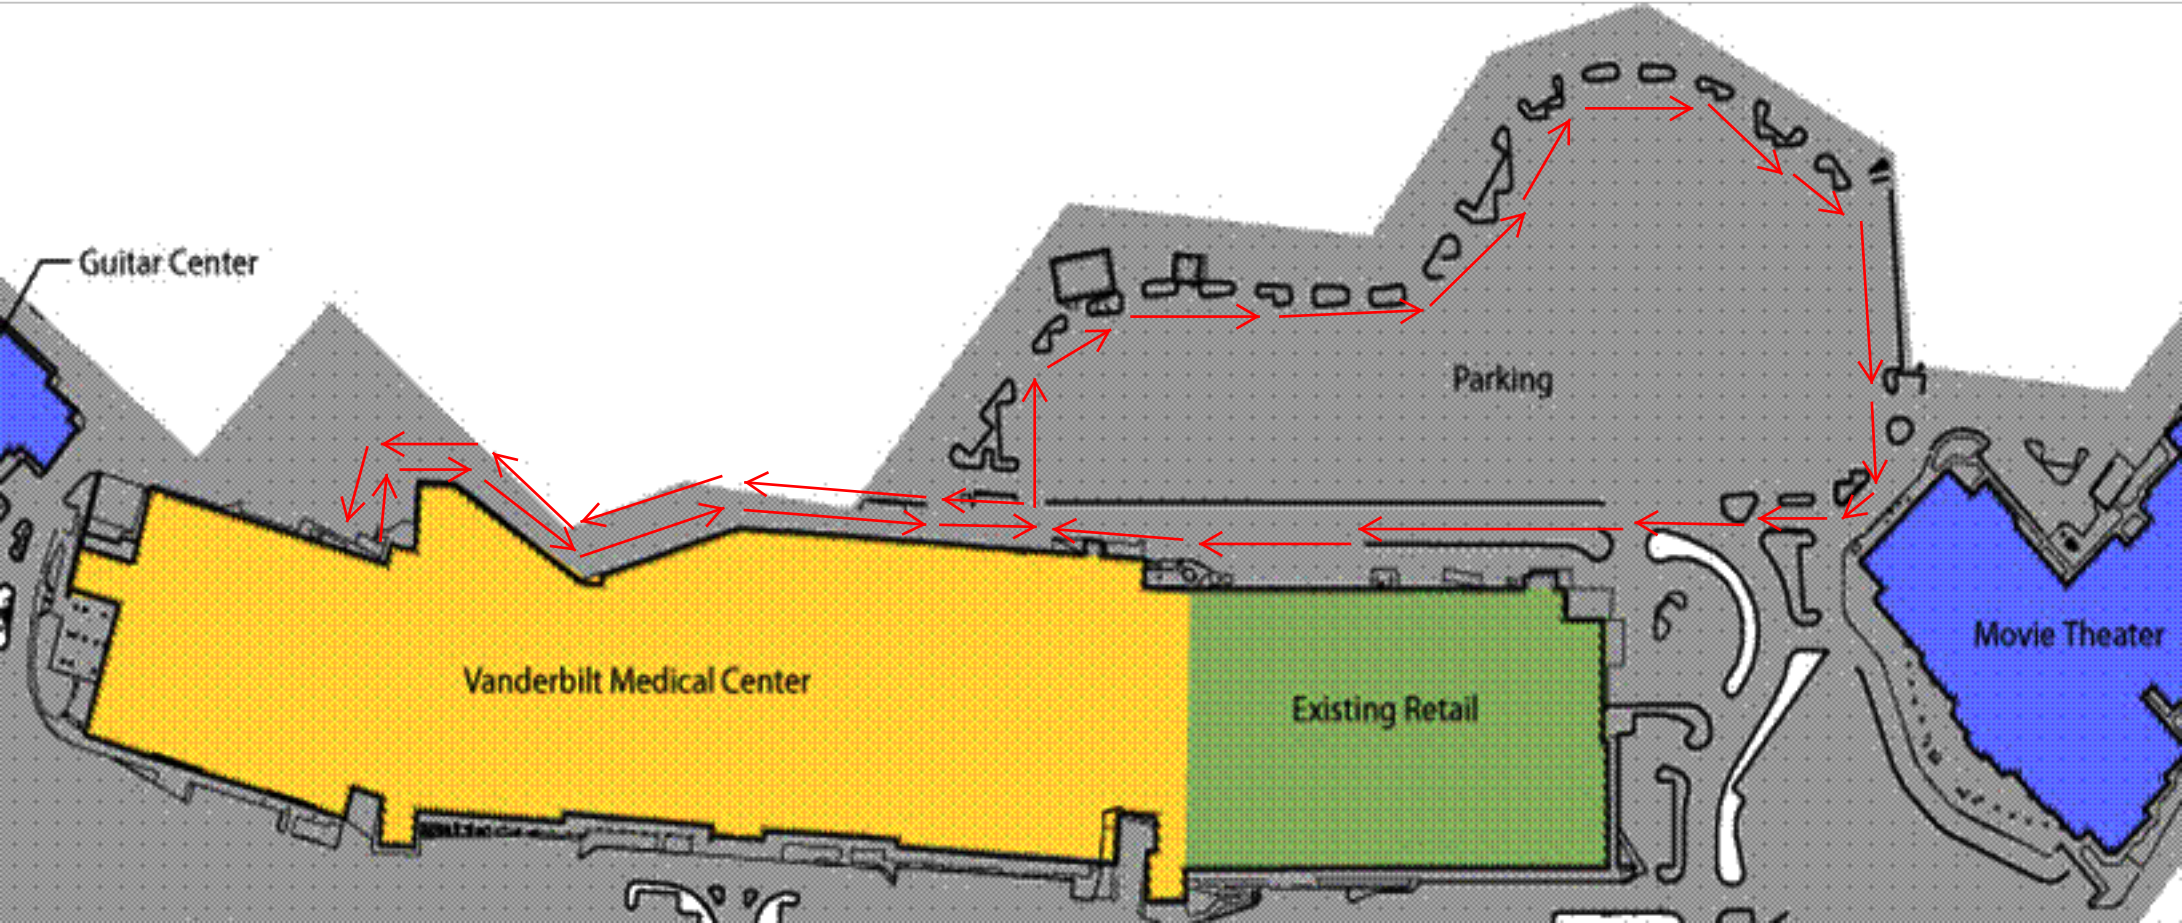 Guitar Center
Parking
Movie Theater
Vanderbilt Medical Center
Existing Retail